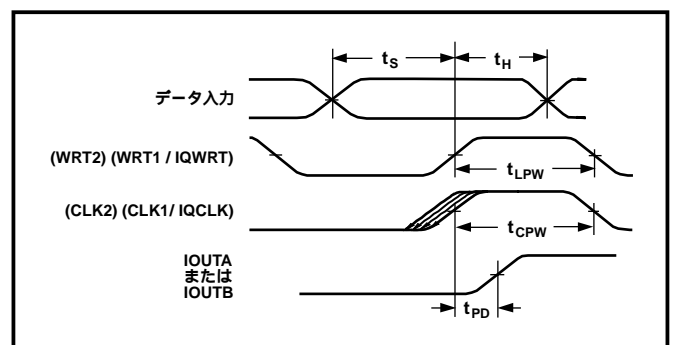 tS
tH
データ入力
(WRT2) (WRT1 / IQWRT)
tLPW
(CLK2) (CLK1/ IQCLK)
tCPW
IOUTA
または
IOUTB
tPD